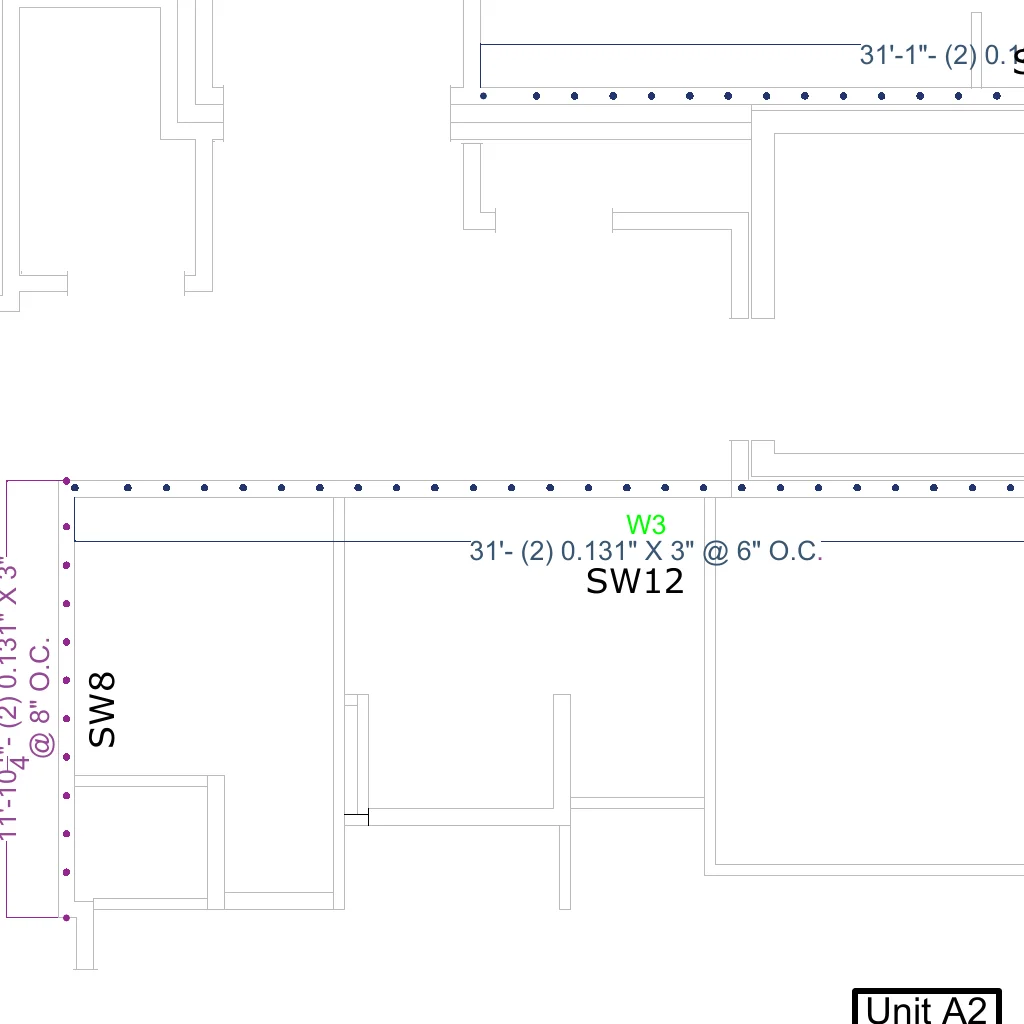 31'-1"- (2) 0.1
W3
31'- (2) 0.131" X 3" @ 6" O.C.
SW12
SW8
@ 8" O.C.
Unit A2